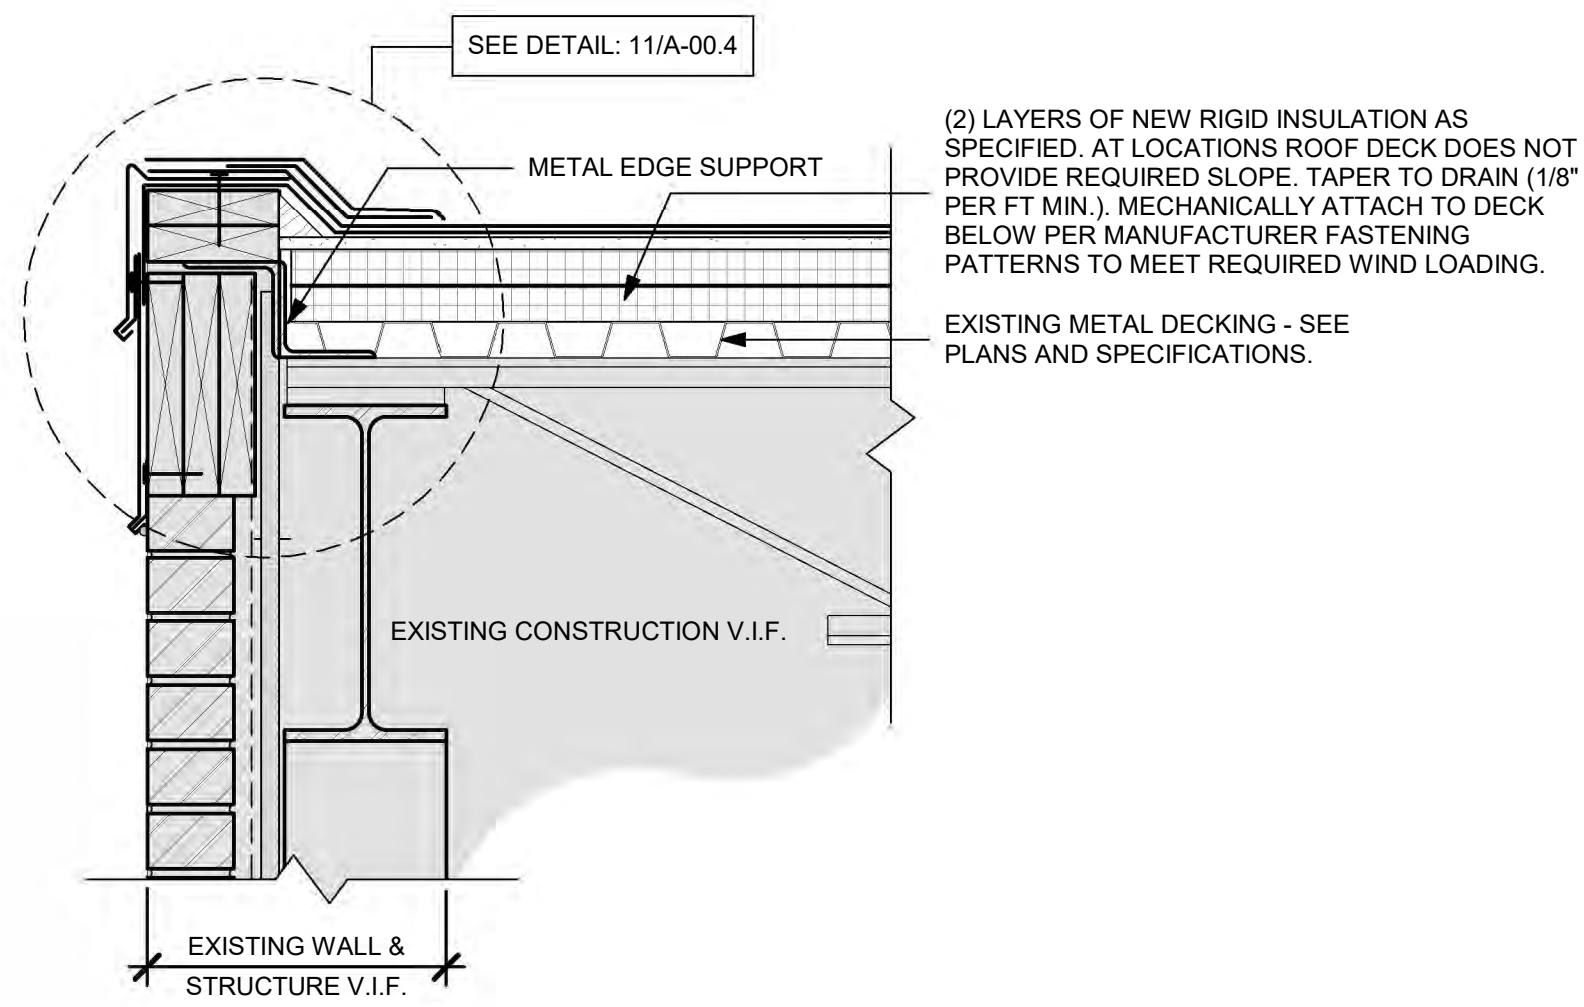 SEE DETAIL: 11/A-00.4
METAL EDGE SUPPORT
(2) LAYERS OF NEW RIGID INSULATION AS
SPECIFIED. AT LOCATIONS ROOF DECK DOES NOT
PROVIDE REQUIRED SLOPE. TAPER TO DRAIN (1/8"
PER FT MIN.). MECHANICALLY ATTACH TO DECK
BELOW PER MANUFACTURER FASTENING
PATTERNS TO MEET REQUIRED WIND LOADING.
EXISTING METAL DECKING - SEE
PLANS AND SPECIFICATIONS.
EXISTING CONSTRUCTION V.I.F.
EXISTING WALL &
STRUCTURE V.I.F.